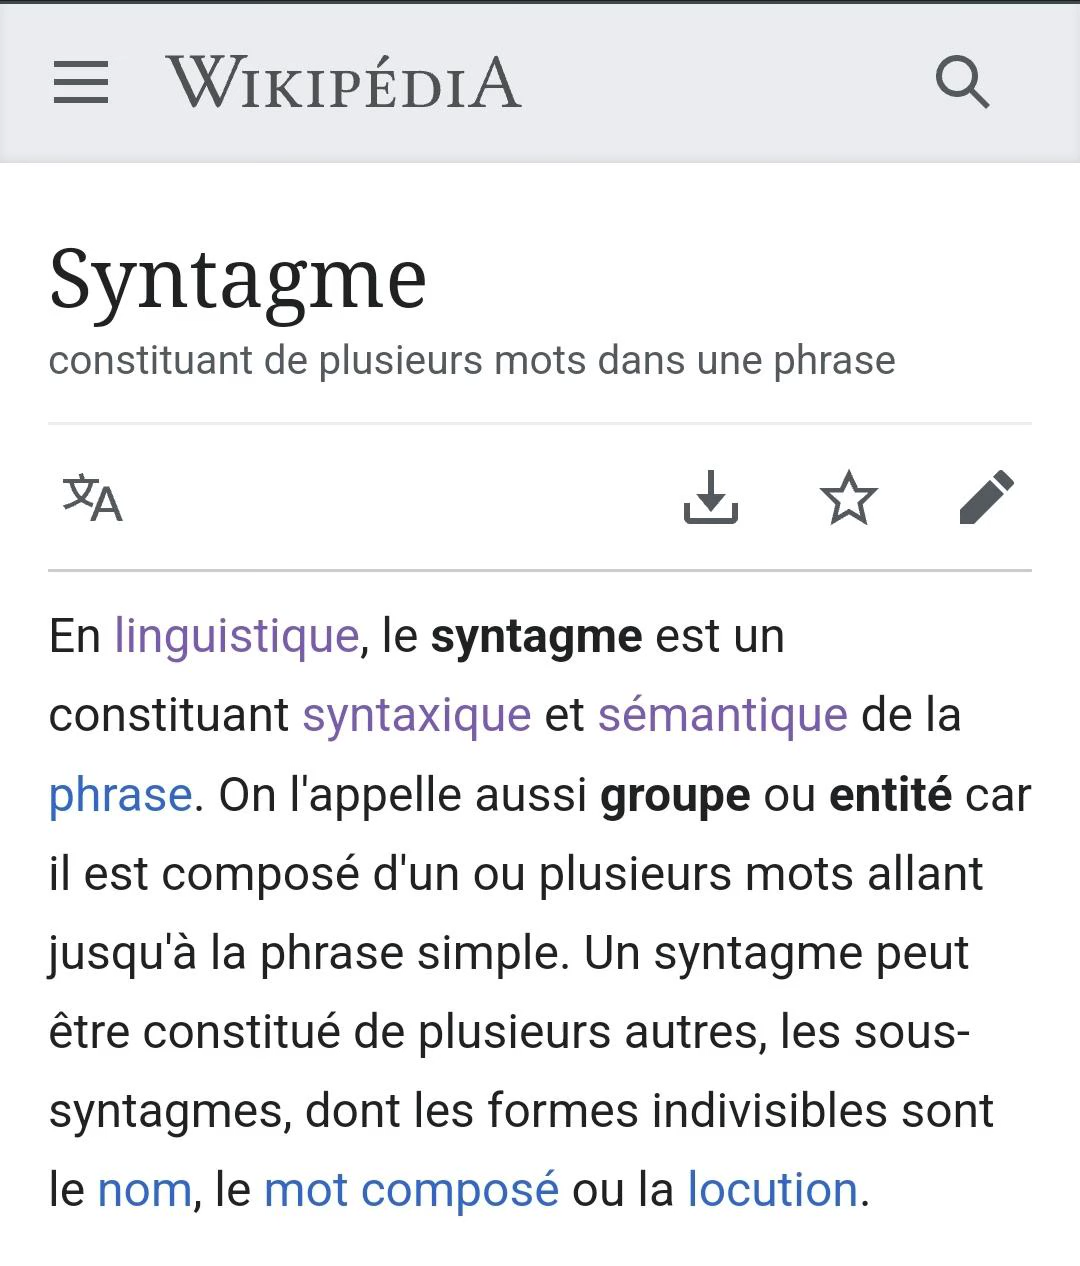 WIKIPÉDIA
Syntagme
constituant de plusieurs mots dans une phrase
En linguistique, le syntagme est un
constituant syntaxique et sémantique de la
phrase. On l'appelle aussi groupe ou entité car
il est composé d'un ou plusieurs mots allant
jusqu'à la phrase simple. Un syntagme peut
être constitué de plusieurs autres, les sous-
syntagmes, dont les formes indivisibles sont
le nom, le mot composé ou la locution.